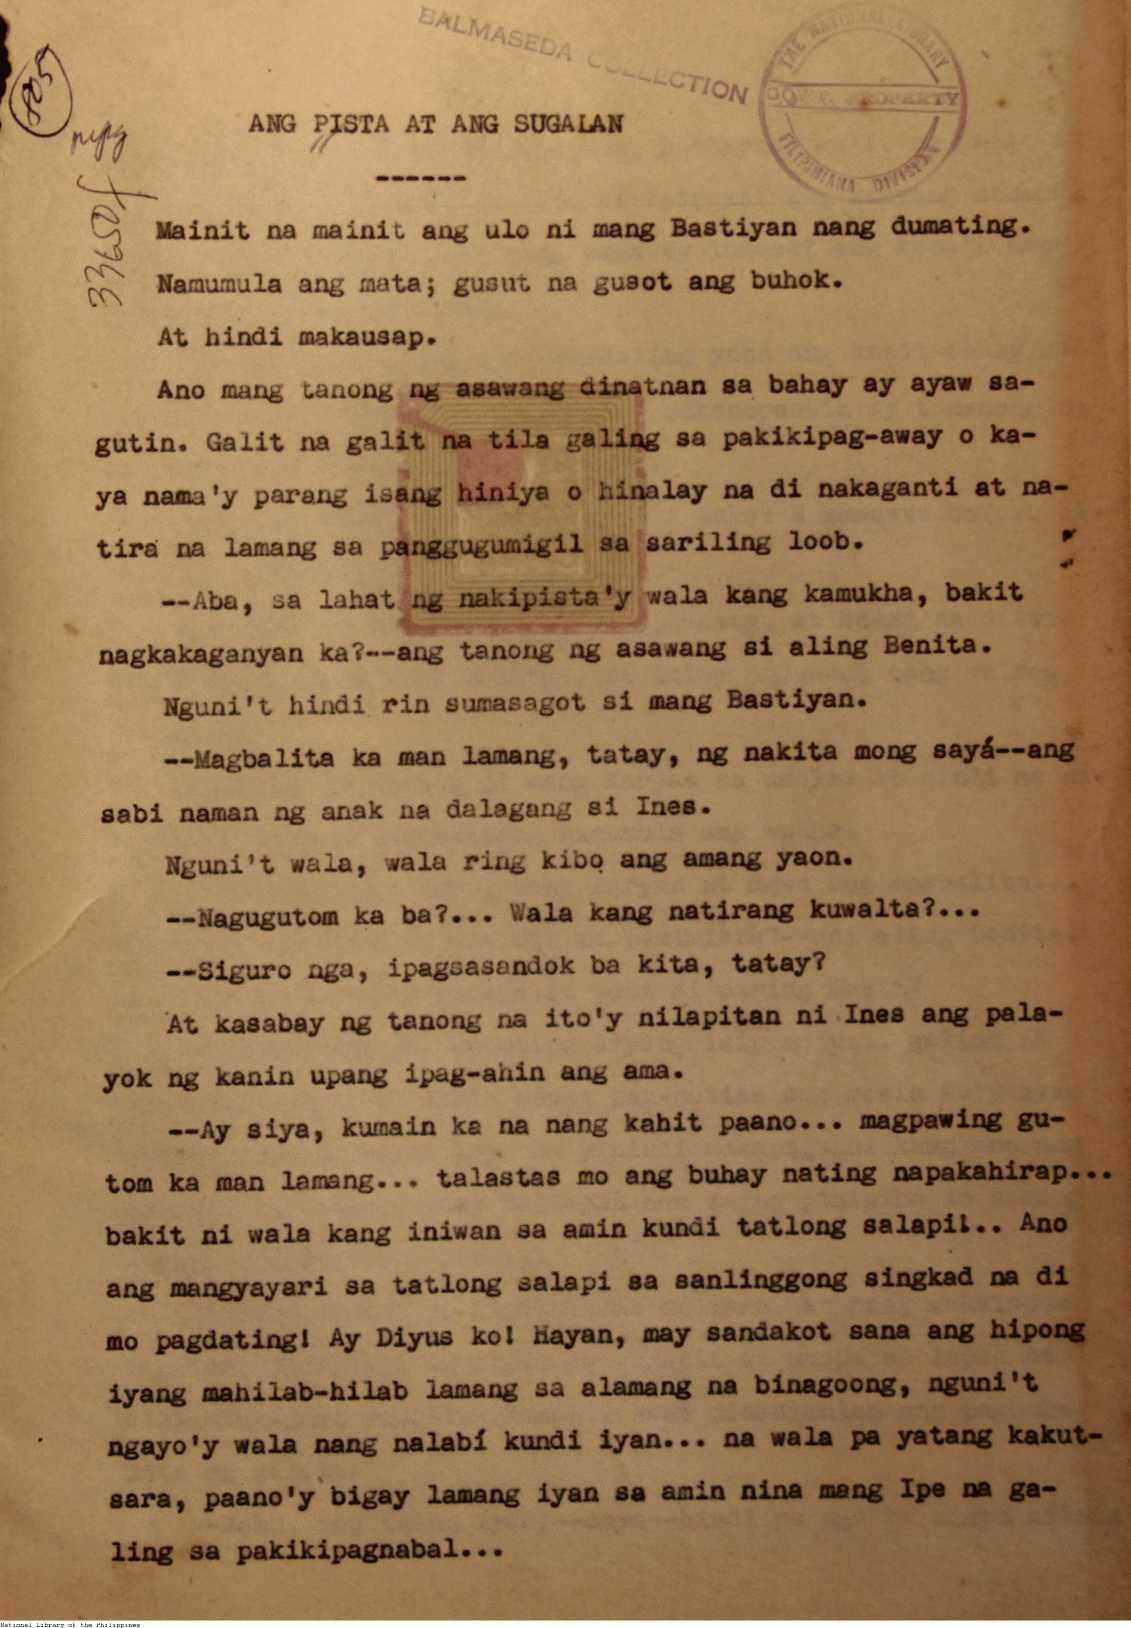 BALMASEDA COLLECTION
THE NATIONAL LIBRARY
GOVT. PROPERTY
FILIPINIANA DIVISION
805
33650f
ANG PISTA AT ANG SUGALAN
------
Mainit na mainit ang ulo ni mang Bastiyan nang dumating.
Namumula ang mata; gusut na gusot ang buhok.
At hindi makausap.
Ano mang tanong ng asawang dinatnan sa bahay ay ayaw sa-
gutin. Galit na galit na tila galing sa pakikipag-away o ka-
ya nama'y parang isang hiniya o hinalay na di nakaganti at na-
tira na lamang sa panggugumigil sa sariling loob.
--Aba, sa lahat ng nakipista'y wala kang kamukha, bakit
nagkakaganyan ka?--ang tanong ng asawang si aling Benita.
Nguni't hindi rin sumasagot si mang Bastiyan.
--Magbalita ka man lamang, tatay, ng nakita mong sayá--ang
sabi naman ng anak na dalagang si Ines.
Nguni't wala, wala ring kibo ang amang yaon.
--Nagugutom ka ba?... Wala kang natirang kuwalta?...
--Siguro nga, ipagsasandok ba kita, tatay?
At kasabay ng tanong na ito'y nilapitan ni Ines ang pala-
yok ng kanin upang ipag-ahin ang ama.
--Ay siya, kumain ka na nang kahit paano... magpawing gu-
tom ka man lamang... talastas mo ang buhay nating napakahirap...
bakit ni wala kang iniwan sa amin kundi tatlong salapi!.. Ano
ang mangyayari sa tatlong salapi sa sanlinggong singkad na di
mo pagdating! Ay Diyus ko! Hayan, may sandakot sana ang hipong
iyang mahilab-hilab lamang sa alamang na binagoong, nguni't
ngayo'y wala nang nalabí kundi iyan... na wala pa yatang kakut-
sara, paano'y bigay lamang iyan sa amin nina mang Ipe na ga-
ling sa pakikipagnabal...
National Library of the Philippines